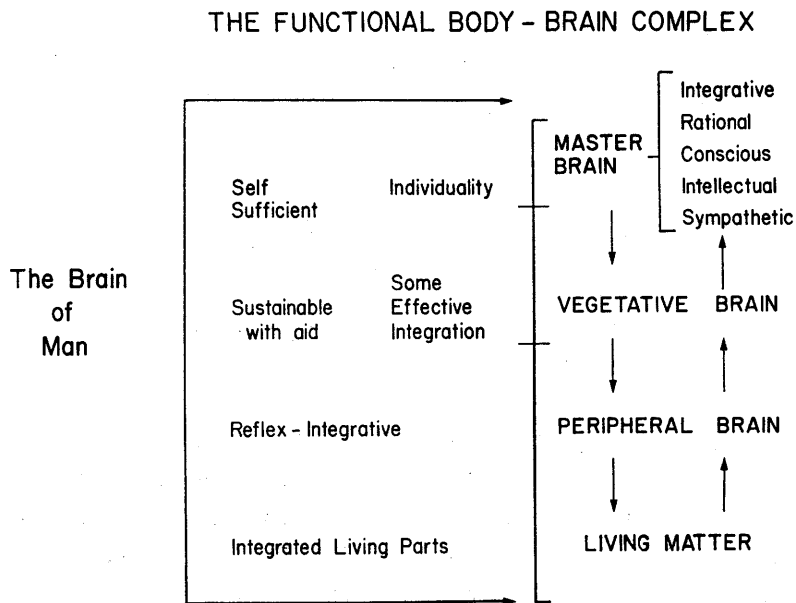 THE FUNCTIONAL BODY – BRAIN COMPLEX
The Brain
of
Man
Self
Sufficient
Individuality
MASTER
BRAIN
Integrative
Rational
Conscious
Intellectual
Sympathetic
Sustainable
with aid
Some
Effective
Integration
VEGETATIVE BRAIN
Reflex – Integrative
PERIPHERAL BRAIN
Integrated Living Parts
LIVING MATTER